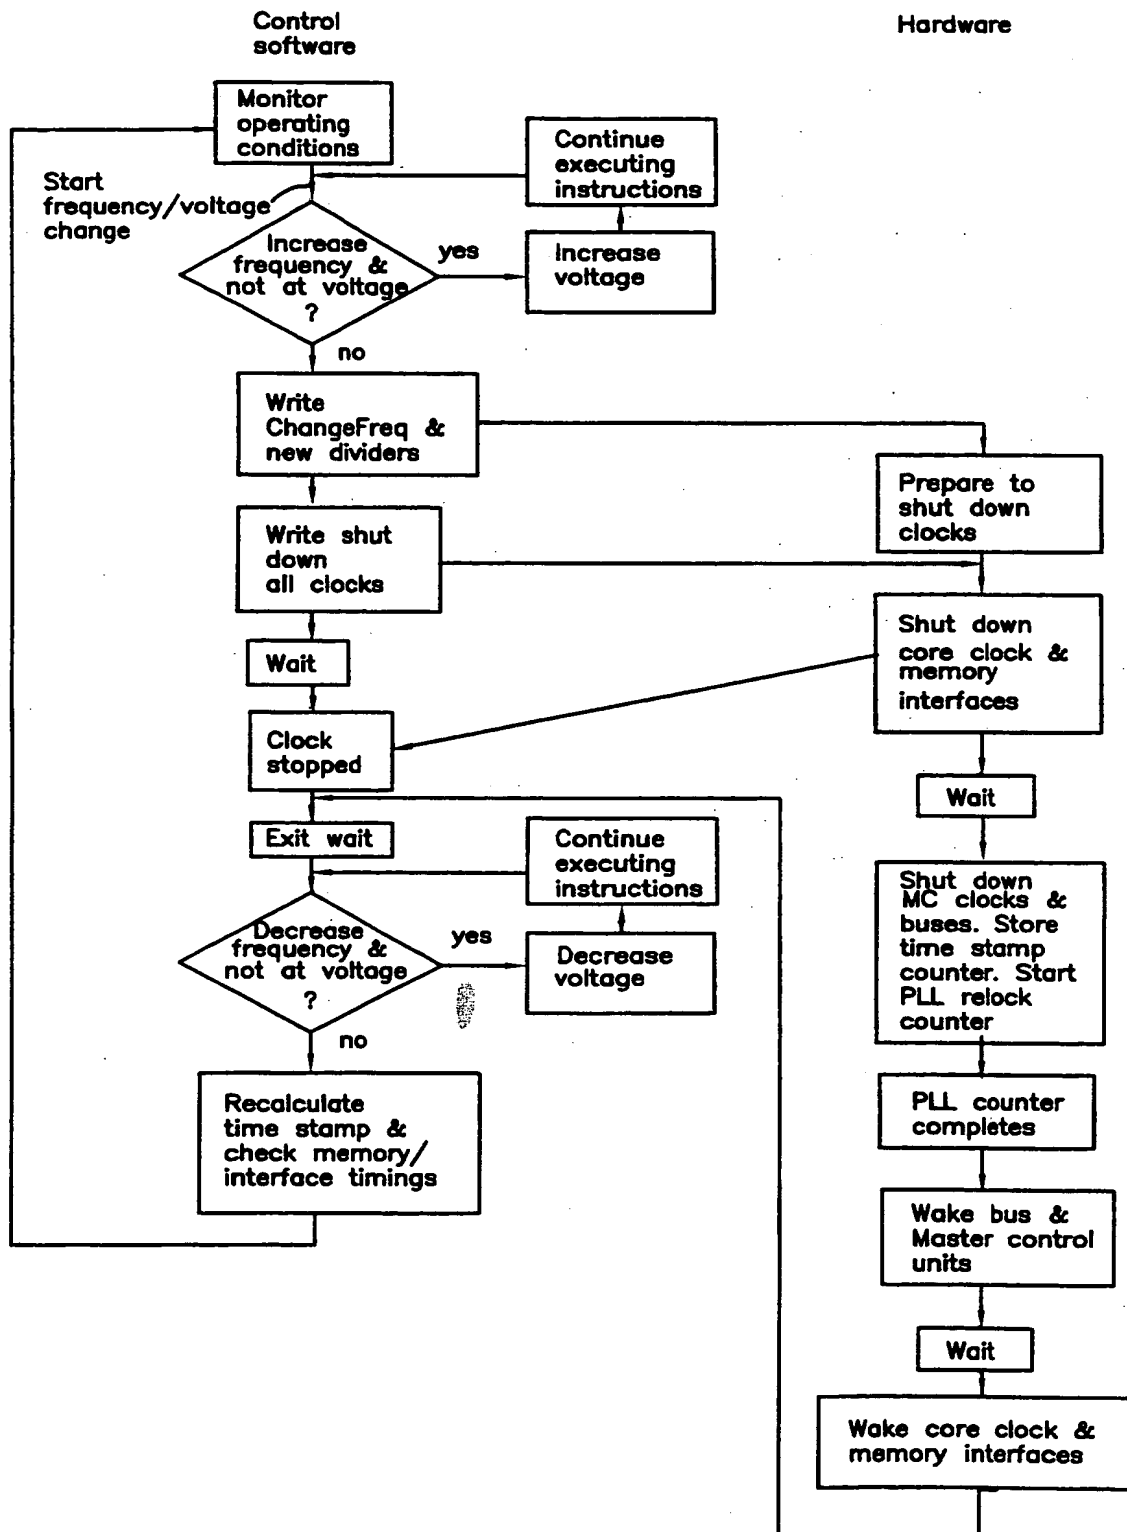 Control
software
Hardware
Monitor
operating
conditions
Start
frequency/voltage
change
Continue
executing
instructions
Increase
frequency &
not at voltage
?
yes
Increase
voltage
no
Write
ChangeFreq &
new dividers
Prepare to
shut down
clocks
Write shut
down
all clocks
Shut down
core clock &
memory
interfaces
Wait
Clock
stopped
Wait
Exit wait
Continue
executing
instructions
Shut down
MC clocks &
buses. Store
time stamp
counter. Start
PLL relock
counter
Decrease
frequency &
not at voltage
?
yes
Decrease
voltage
no
Recalculate
time stamp &
check memory/
interface timings
PLL counter
completes
Wake bus &
Master control
units
Wait
Wake core clock &
memory interfaces